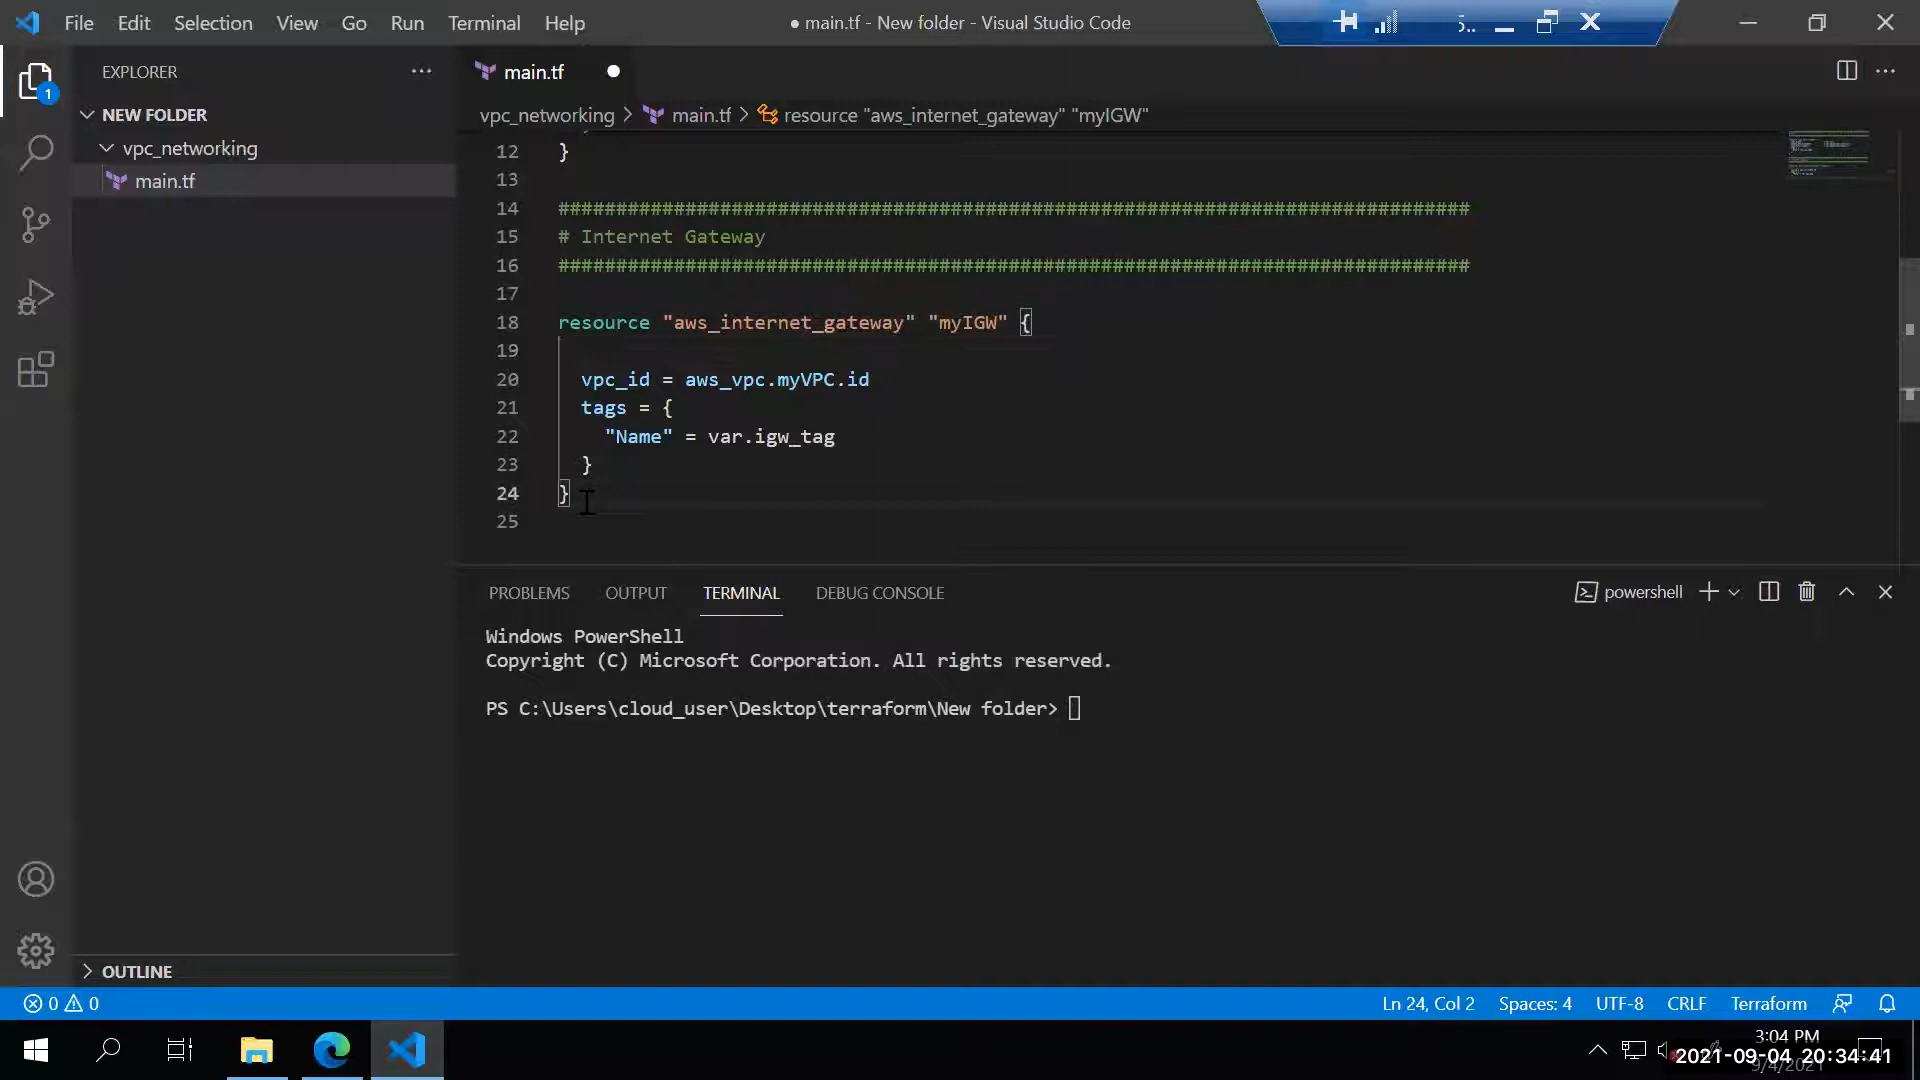 File Edit Selection View Go Run Terminal Help
● main.tf - New folder - Visual Studio Code
5..
EXPLORER
1
NEW FOLDER
vpc_networking
main.tf
OUTLINE
main.tf
vpc_networking > main.tf > resource "aws_internet_gateway" "myIGW"
12 }
13
14 ###############################################################################
15 # Internet Gateway
16 ###############################################################################
17
18 resource "aws_internet_gateway" "myIGW" {
19
20 vpc_id = aws_vpc.myVPC.id
21 tags = {
22 "Name" = var.igw_tag
23 }
24 }
25
PROBLEMS OUTPUT TERMINAL DEBUG CONSOLE
powershell
Windows PowerShell
Copyright (C) Microsoft Corporation. All rights reserved.
PS C:\Users\cloud_user\Desktop\terraform\New folder>
0 0
Ln 24, Col 2 Spaces: 4 UTF-8 CRLF Terraform
3:04 PM
2021-09-04 20:34:41